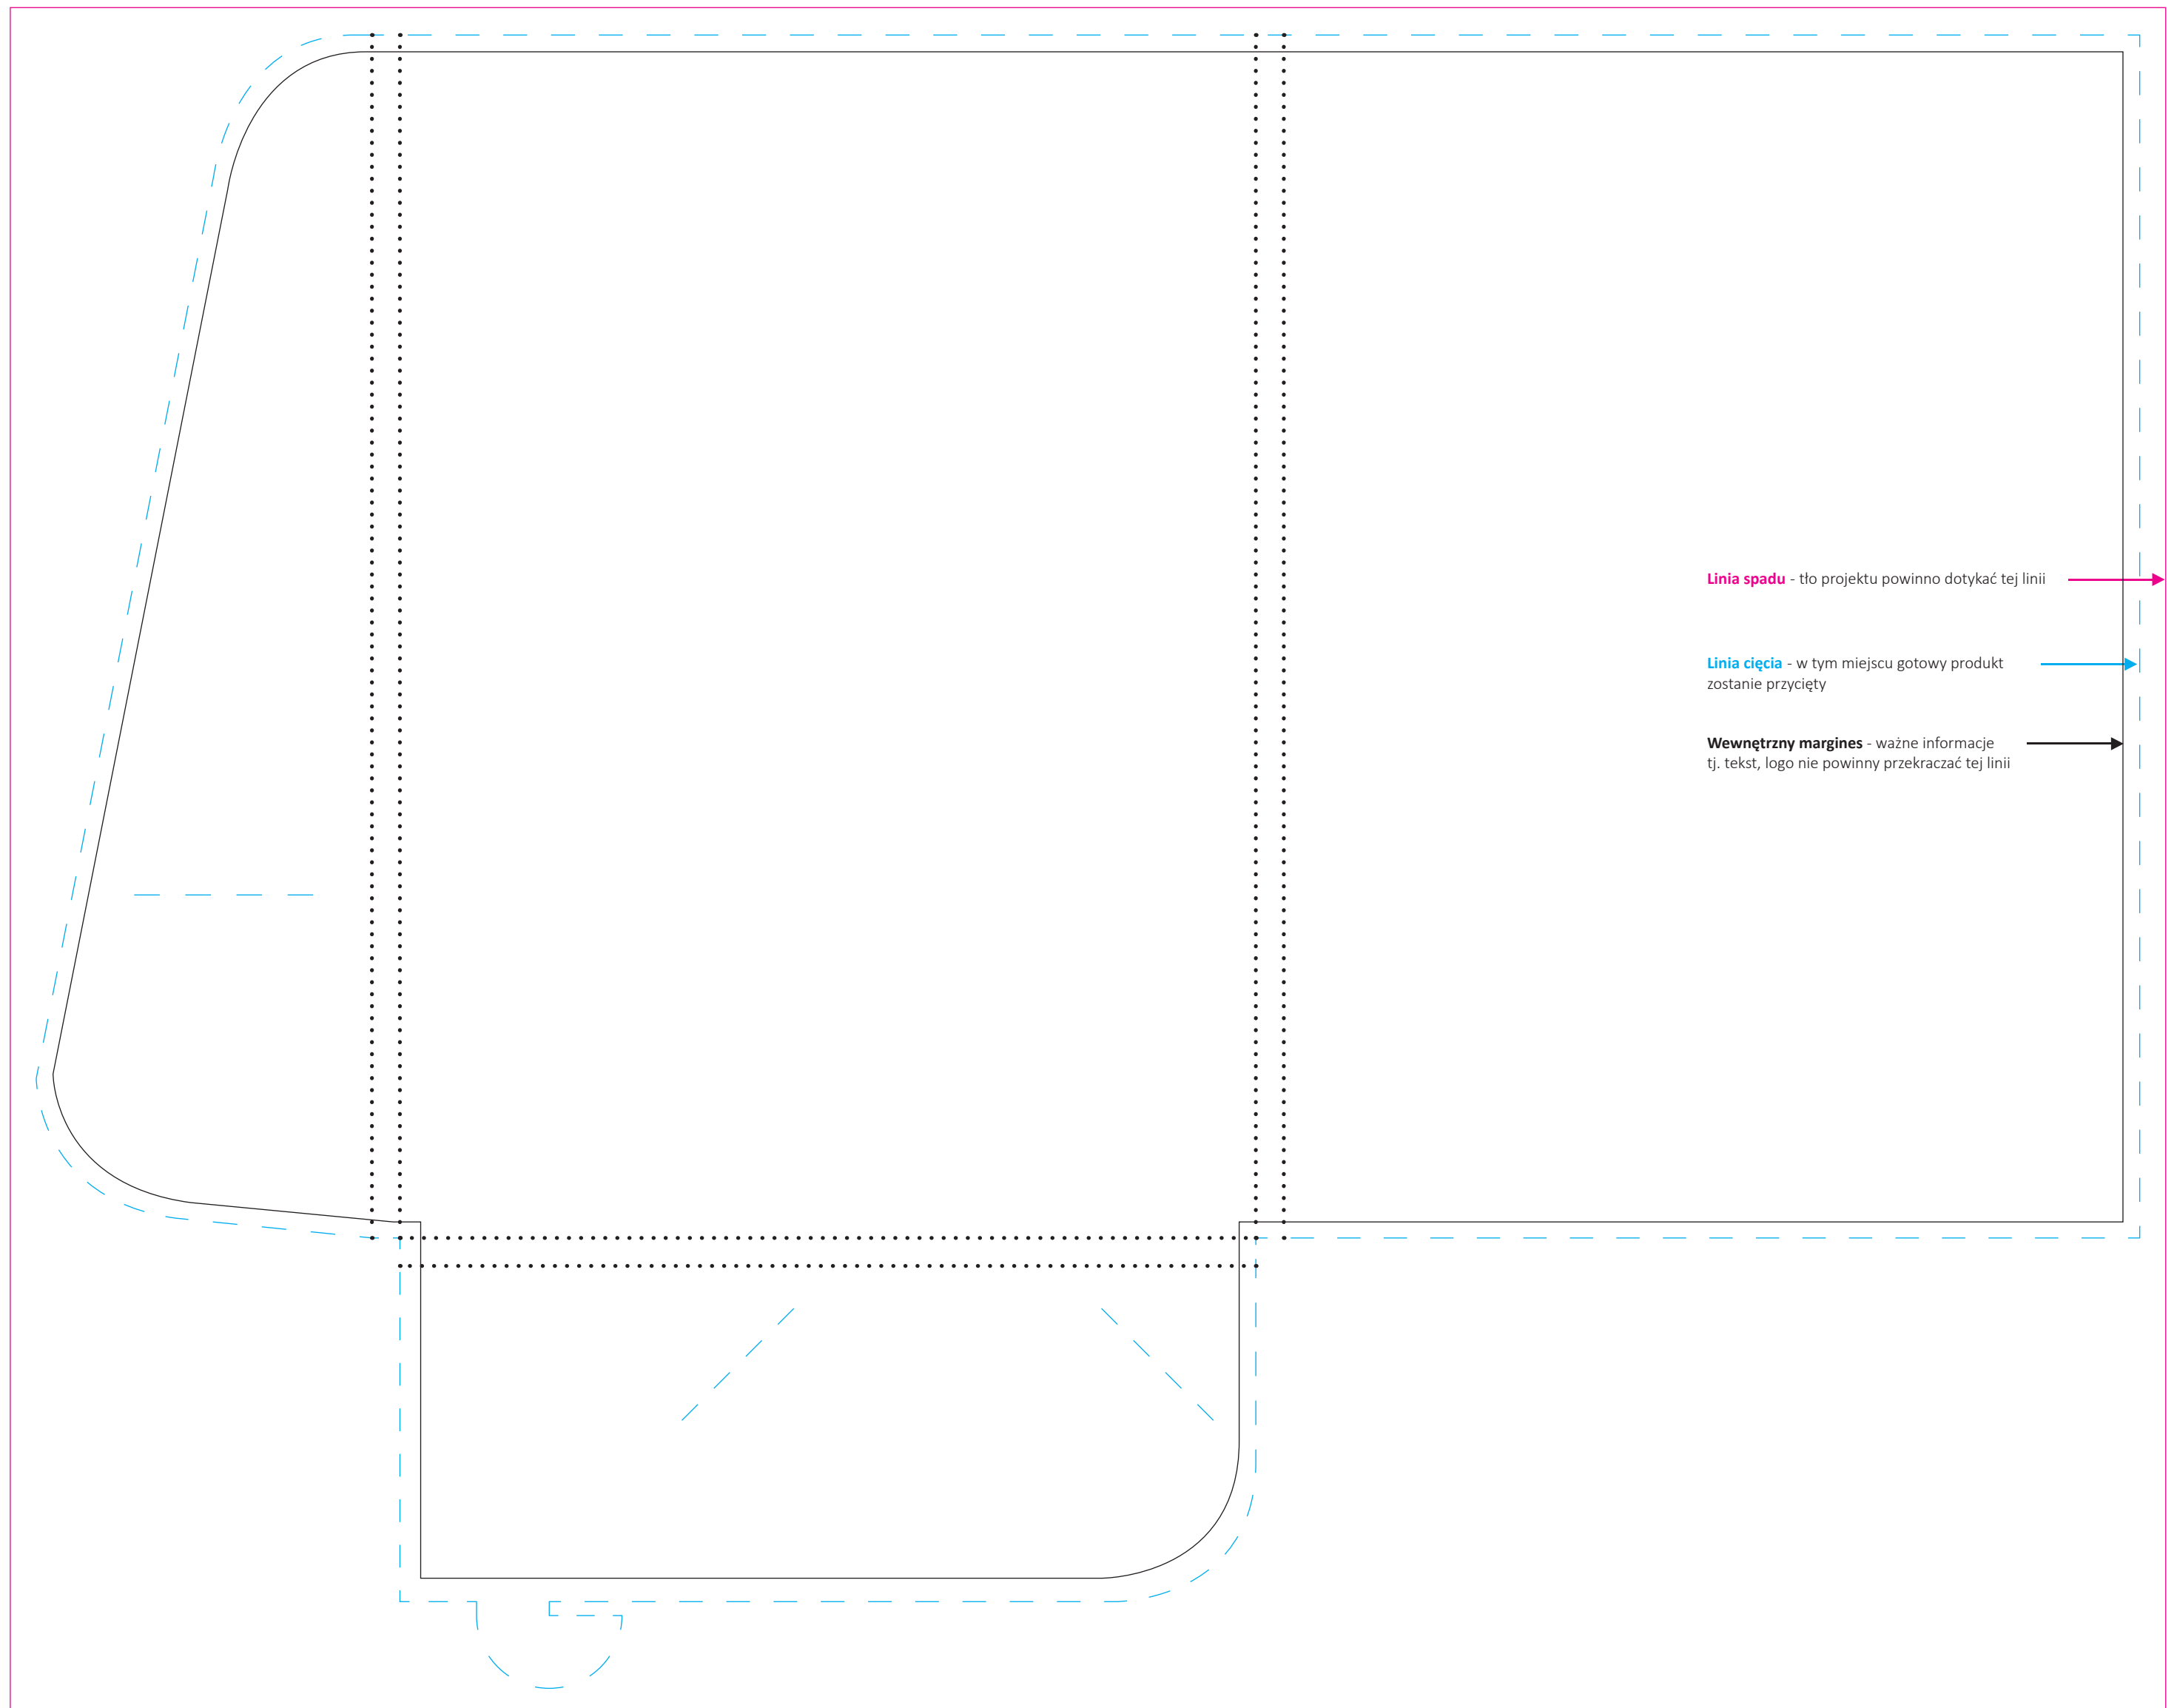 Linia spadu - tło projektu powinno dotykać tej linii
Linia cięcia - w tym miejscu gotowy produkt
zostanie przycięty
Wewnętrzny margines - ważne informacje
tj. tekst, logo nie powinny przekraczać tej linii